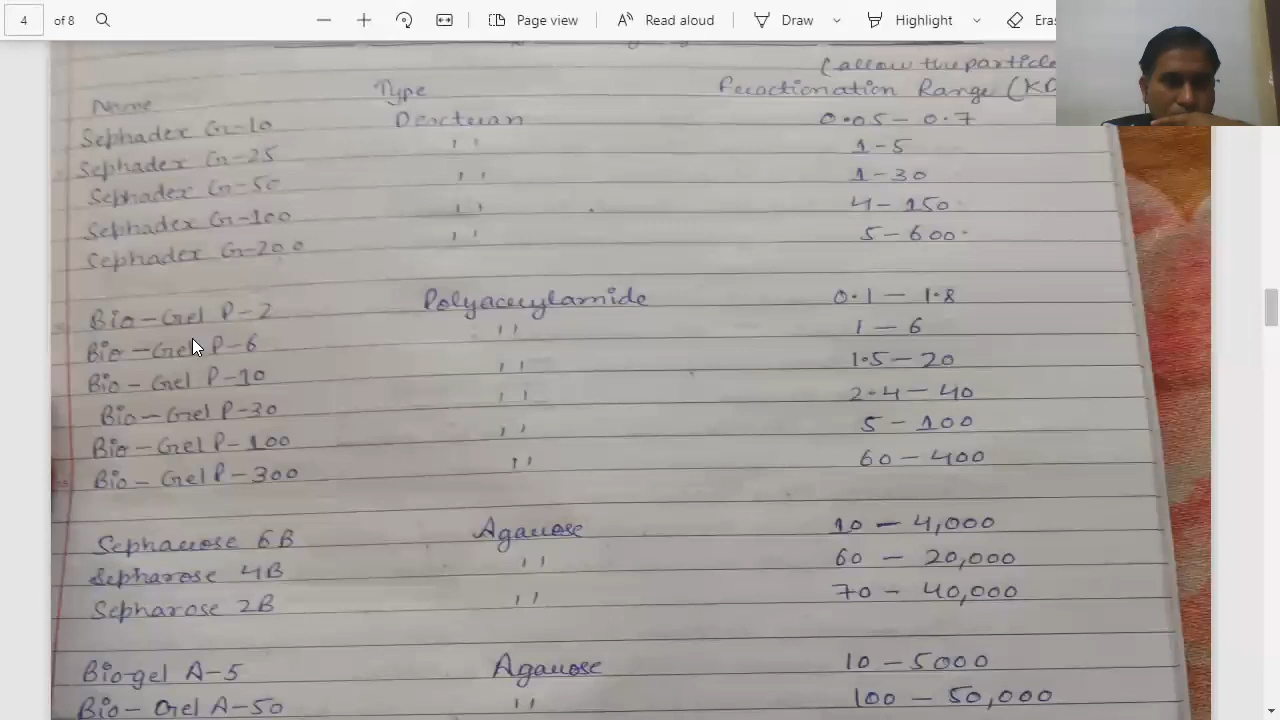 4 of 8 Page view Read aloud Draw Highlight Eras
(allow the particle
Name Type Fractionation Range (KD
Sephadex G-10 Dextran 0.05 - 0.7
Sephadex G-25 " 1-5
Sephadex G-50 " 1-30
Sephadex G-100 " 4-150
Sephadex G-200 " 5-600
Bio-Gel P-2 Polyacrylamide 0.1 - 1.8
Bio-Gel P-6 " 1 - 6
Bio-Gel P-10 " 1.5-20
Bio-Gel P-30 " 2.4 - 40
Bio-Gel P-100 " 5 - 100
Bio-Gel P-300 " 60-400
Sepharose 6B Agarose 10 - 4,000
Sepharose 4B " 60 - 20,000
Sepharose 2B " 70 - 40,000
Biogel A-5 Agarose 10 - 5000
Bio-Gel A-50 " 100 - 50,000